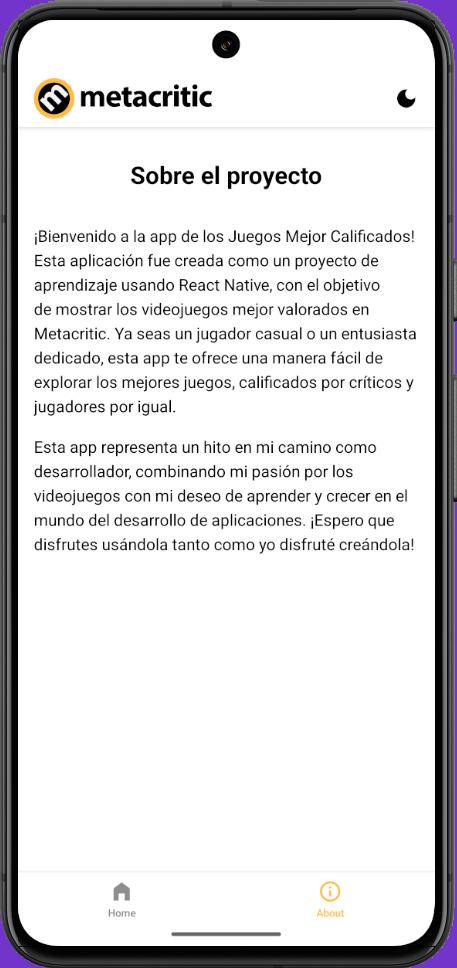 metacritic
Sobre el proyecto
¡Bienvenido a la app de los Juegos Mejor Calificados!
Esta aplicación fue creada como un proyecto de
aprendizaje usando React Native, con el objetivo
de mostrar los videojuegos mejor valorados en
Metacritic. Ya seas un jugador casual o un entusiasta
dedicado, esta app te ofrece una manera fácil de
explorar los mejores juegos, calificados por críticos y
jugadores por igual.
Esta app representa un hito en mi camino como
desarrollador, combinando mi pasión por los
videojuegos con mi deseo de aprender y crecer en el
mundo del desarrollo de aplicaciones. ¡Espero que
disfrutes usándola tanto como yo disfruté creándola!
Home
About